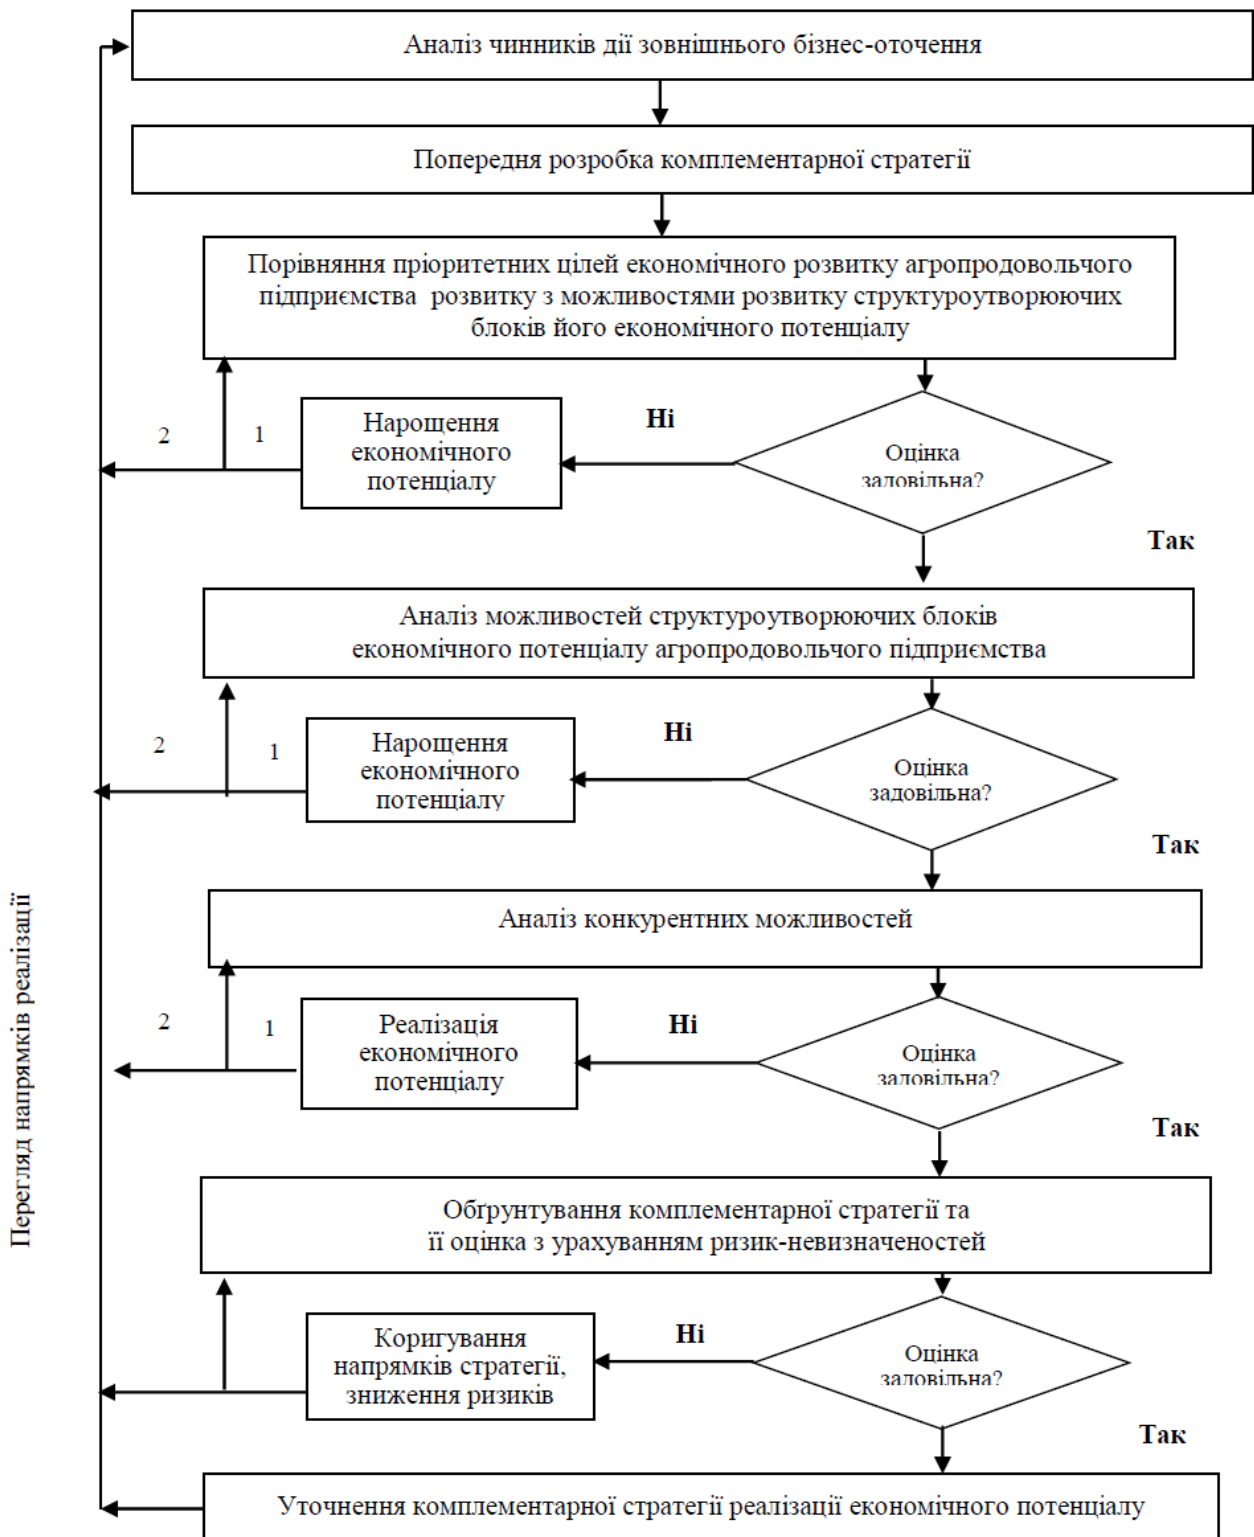 Аналіз чинників дії зовнішнього бізнес-оточення
Попередня розробка комплементарної стратегії
Порівняння пріоритетних цілей економічного розвитку агропродовольчого
підприємства розвитку з можливостями розвитку структуроутворюючих
блоків його економічного потенціалу
2
1
Нарощення
економічного
потенціалу
Ні
Оцінка
задовільна?
Так
Аналіз можливостей структуроутворюючих блоків
економічного потенціалу агропродовольчого підприємства
2
1
Нарощення
економічного
потенціалу
Ні
Оцінка
задовільна?
Так
Аналіз конкурентних можливостей
2
1
Реалізація
економічного
потенціалу
Ні
Оцінка
задовільна?
Так
Перегляд напрямків реалізації
Обґрунтування комплементарної стратегії та
її оцінка з урахуванням ризик-невизначеностей
Коригування
напрямків стратегії,
зниження ризиків
Ні
Оцінка
задовільна?
Так
Уточнення комплементарної стратегії реалізації економічного потенціалу